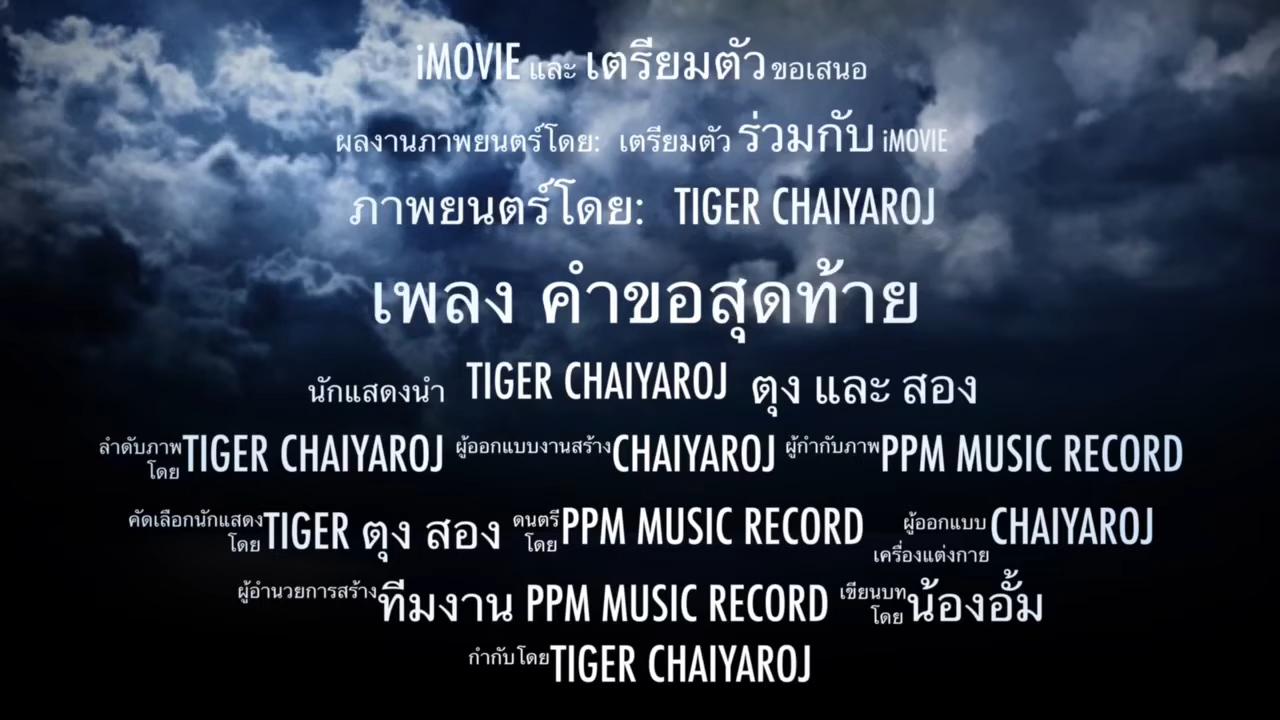 iMOVIE และ เตรียมตัว ขอเสนอ
ผลงานภาพยนตร์โดย: เตรียมตัว ร่วมกับ iMOVIE
ภาพยนตร์โดย: TIGER CHAIYAROJ
เพลง คำขอสุดท้าย
นักแสดงนำ TIGER CHAIYAROJ ตุง และ สอง
ลำดับภาพโดย TIGER CHAIYAROJ ผู้ออกแบบงานสร้าง CHAIYAROJ ผู้กำกับภาพ PPM MUSIC RECORD
คัดเลือกนักแสดงโดย TIGER ตุง สอง ดนตรีโดย PPM MUSIC RECORD ผู้ออกแบบเครื่องแต่งกาย CHAIYAROJ
ผู้อำนวยการสร้าง ทีมงาน PPM MUSIC RECORD เขียนบทโดย น้องอั้ม
กำกับโดย TIGER CHAIYAROJ